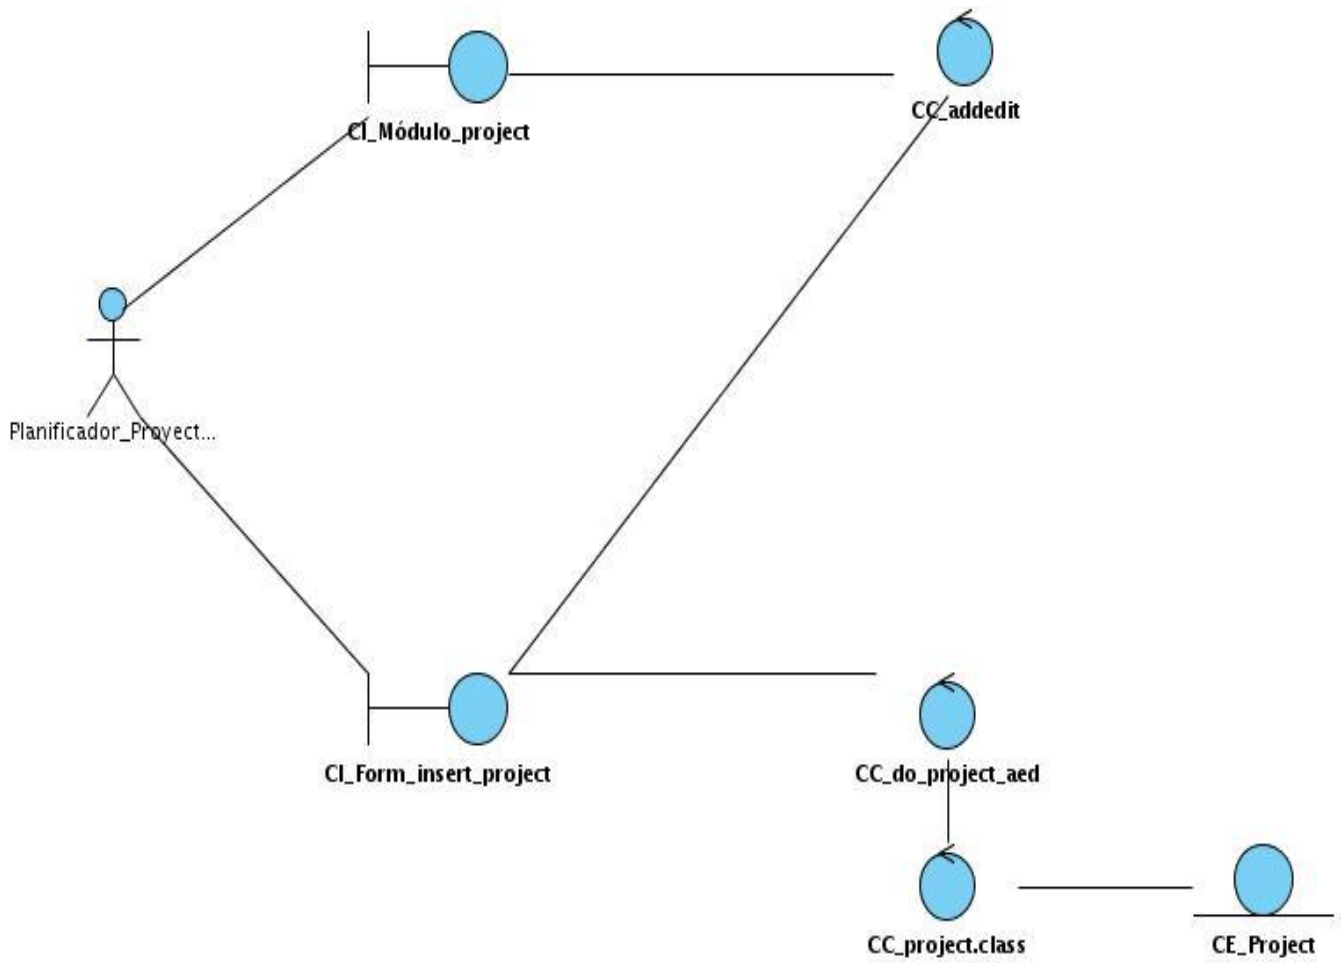 CI_Módulo_project
CC_addedit
Planificador_Proyect...
CI_Form_insert_project
CC_do_project_aed
CC_project.class
CE_Project